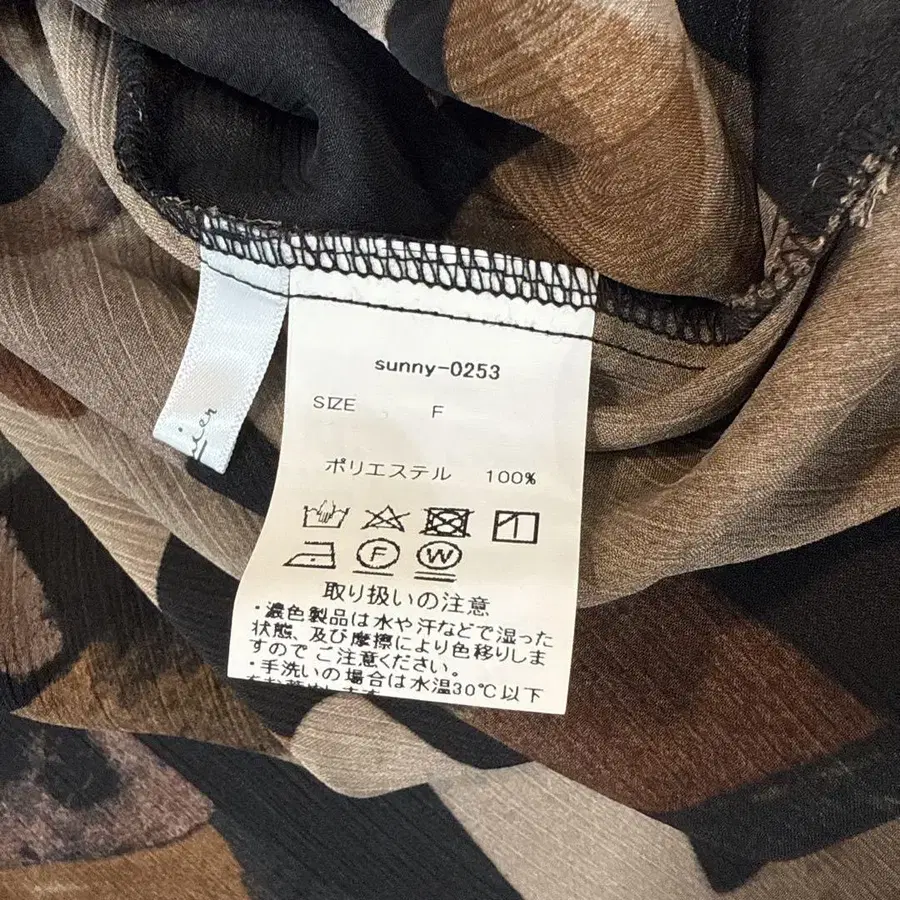 sunny-0253
SIZE F
ポリエステル 100%
F W
取り扱いの注意
・濃色製品は水や汗などで湿った
状態、及び摩擦により色移りしま
すので ご注意ください。
・手洗いの場合は水温30℃以下